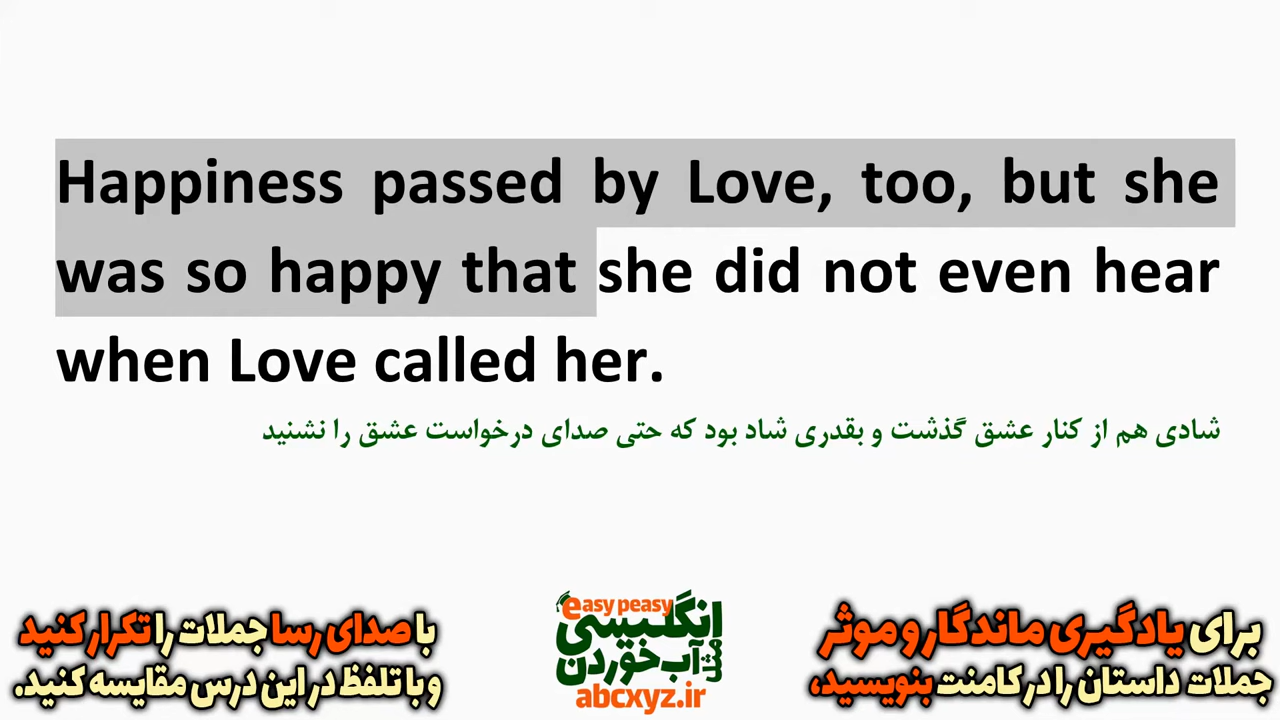 Happiness passed by Love, too, but she
was so happy that she did not even hear
when Love called her.
شادی هم از کنار عشق گذشت و بقدری شاد بود که حتی صدای درخواست عشق را نشنید
برای یادگیری ماندگار و موثر
جملات داستان را در کامنت بنویسید،
با صدای رسا جملات را تکرار کنید
و با تلفظ در این درس مقایسه کنید.
easy peasy
انگلیسی
مثل آب خوردن
abcxyz.ir